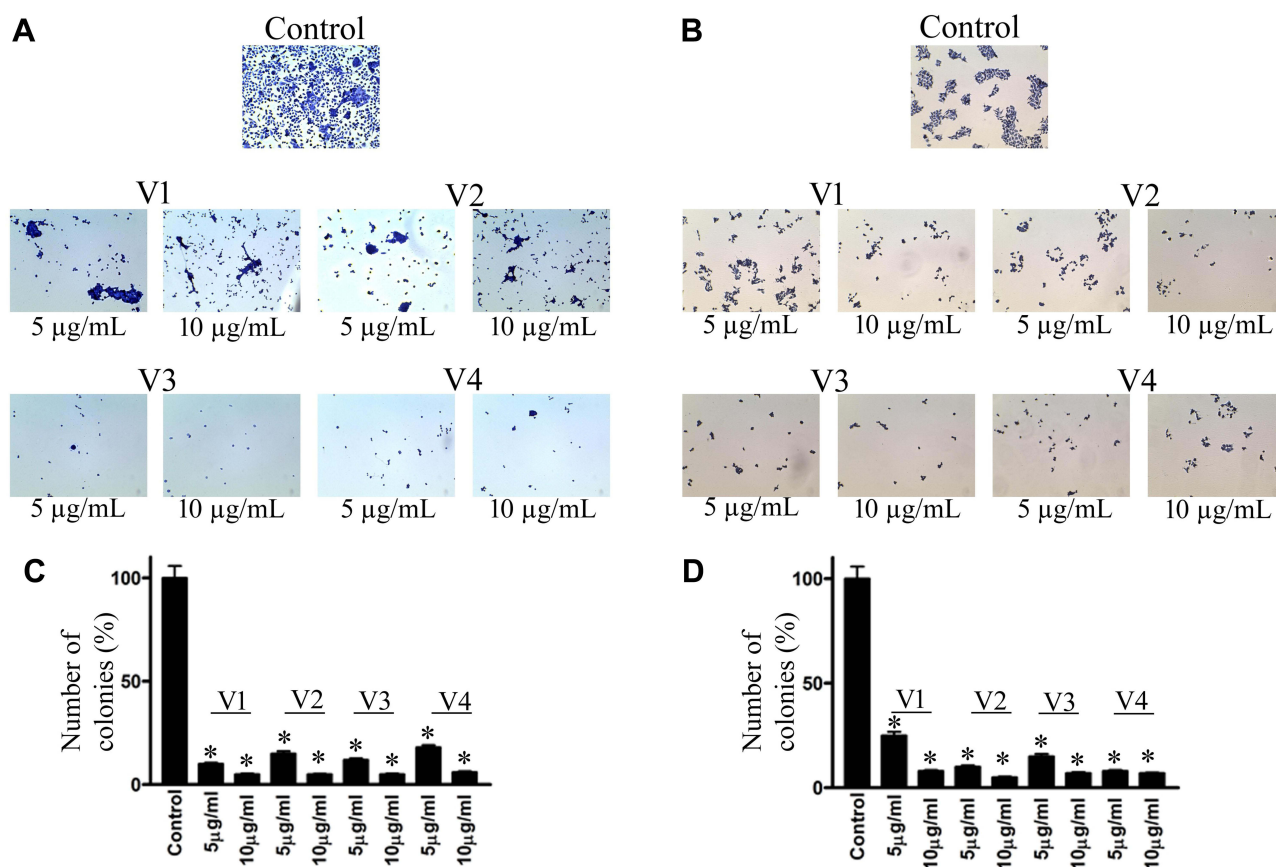 A
Control
V1
V2
5 µg/mL
10 µg/mL
5 µg/mL
10 µg/mL
V3
V4
5 µg/mL
10 µg/mL
5 µg/mL
10 µg/mL
B
Control
V1
V2
5 µg/mL
10 µg/mL
5 µg/mL
10 µg/mL
V3
V4
5 µg/mL
10 µg/mL
5 µg/mL
10 µg/mL
C
Number of
colonies (%)
100
50
0
V1
V2
V3
V4
* * * * * * * *
Control
5µg/ml
10µg/ml
5µg/ml
10µg/ml
5µg/ml
10µg/ml
5µg/ml
10µg/ml
D
Number of
colonies (%)
100
50
0
V1
V2
V3
V4
* * * * * * * *
Control
5µg/ml
10µg/ml
5µg/ml
10µg/ml
5µg/ml
10µg/ml
5µg/ml
10µg/ml